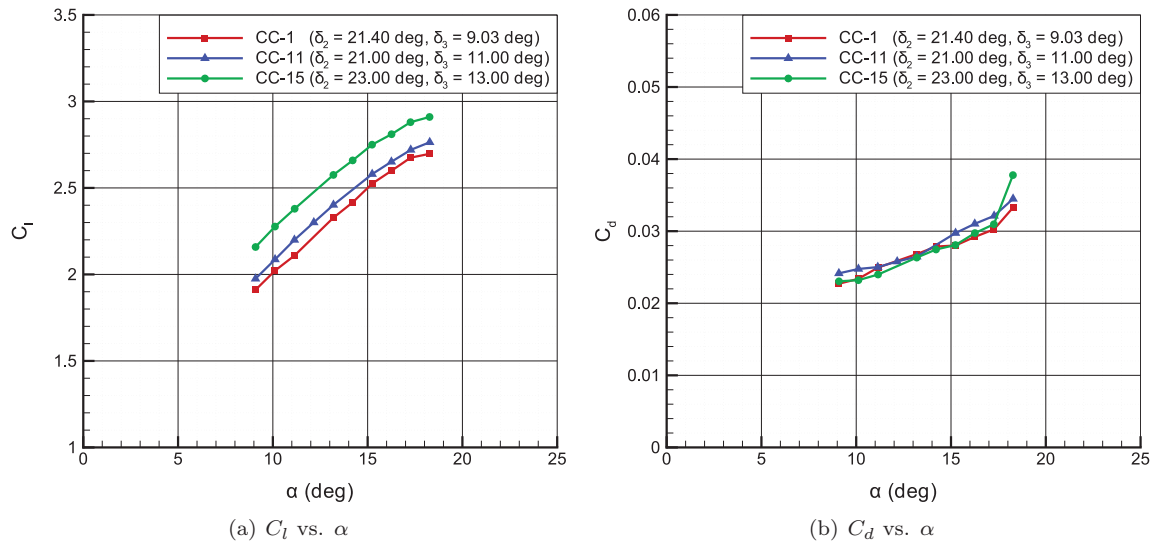 3.5
3
2.5
2
1.5
1
0
5
10
15
20
25
C_l
α (deg)
CC-1 (δ₂ = 21.40 deg, δ₃ = 9.03 deg)
CC-11 (δ₂ = 21.00 deg, δ₃ = 11.00 deg)
CC-15 (δ₂ = 23.00 deg, δ₃ = 13.00 deg)
(a) C_l vs. α
0.06
0.05
0.04
0.03
0.02
0.01
0
0
5
10
15
20
25
C_d
α (deg)
CC-1 (δ₂ = 21.40 deg, δ₃ = 9.03 deg)
CC-11 (δ₂ = 21.00 deg, δ₃ = 11.00 deg)
CC-15 (δ₂ = 23.00 deg, δ₃ = 13.00 deg)
(b) C_d vs. α